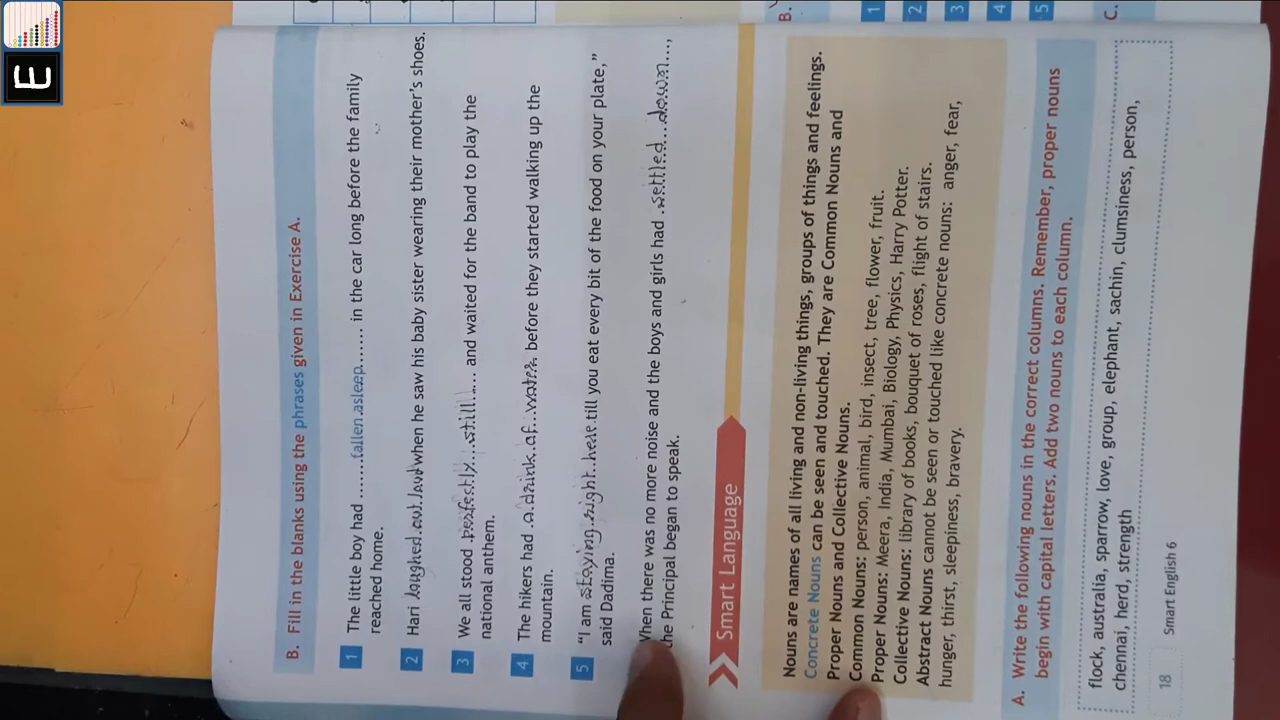 E
B. Fill in the blanks using the phrases given in Exercise A.
1 The little boy had ......fallen asleep........ in the car long before the family
reached home.
2 Hari laughed out loud when he saw his baby sister wearing their mother's shoes.
3 We all stood perfectly...still..... and waited for the band to play the
national anthem.
4 The hikers had .a drink of water. before they started walking up the
mountain.
5 "I am staying right here till you eat every bit of the food on your plate,"
said Dadima.
When there was no more noise and the boys and girls had .settled....down...,
the Principal began to speak.
Smart Language
Nouns are names of all living and non-living things, groups of things and feelings.
Concrete Nouns can be seen and touched. They are Common Nouns and
Proper Nouns and Collective Nouns.
Common Nouns: person, animal, bird, insect, tree, flower, fruit.
Proper Nouns: Meera, India, Mumbai, Biology, Physics, Harry Potter.
Collective Nouns: library of books, bouquet of roses, flight of stairs.
Abstract Nouns cannot be seen or touched like concrete nouns: anger, fear,
hunger, thirst, sleepiness, bravery.
A. Write the following nouns in the correct columns. Remember, proper nouns
begin with capital letters. Add two nouns to each column.
flock, australia, sparrow, love, group, elephant, sachin, clumsiness, person,
chennai, herd, strength
18 Smart English 6
B.
1
2
3
4
5
C.